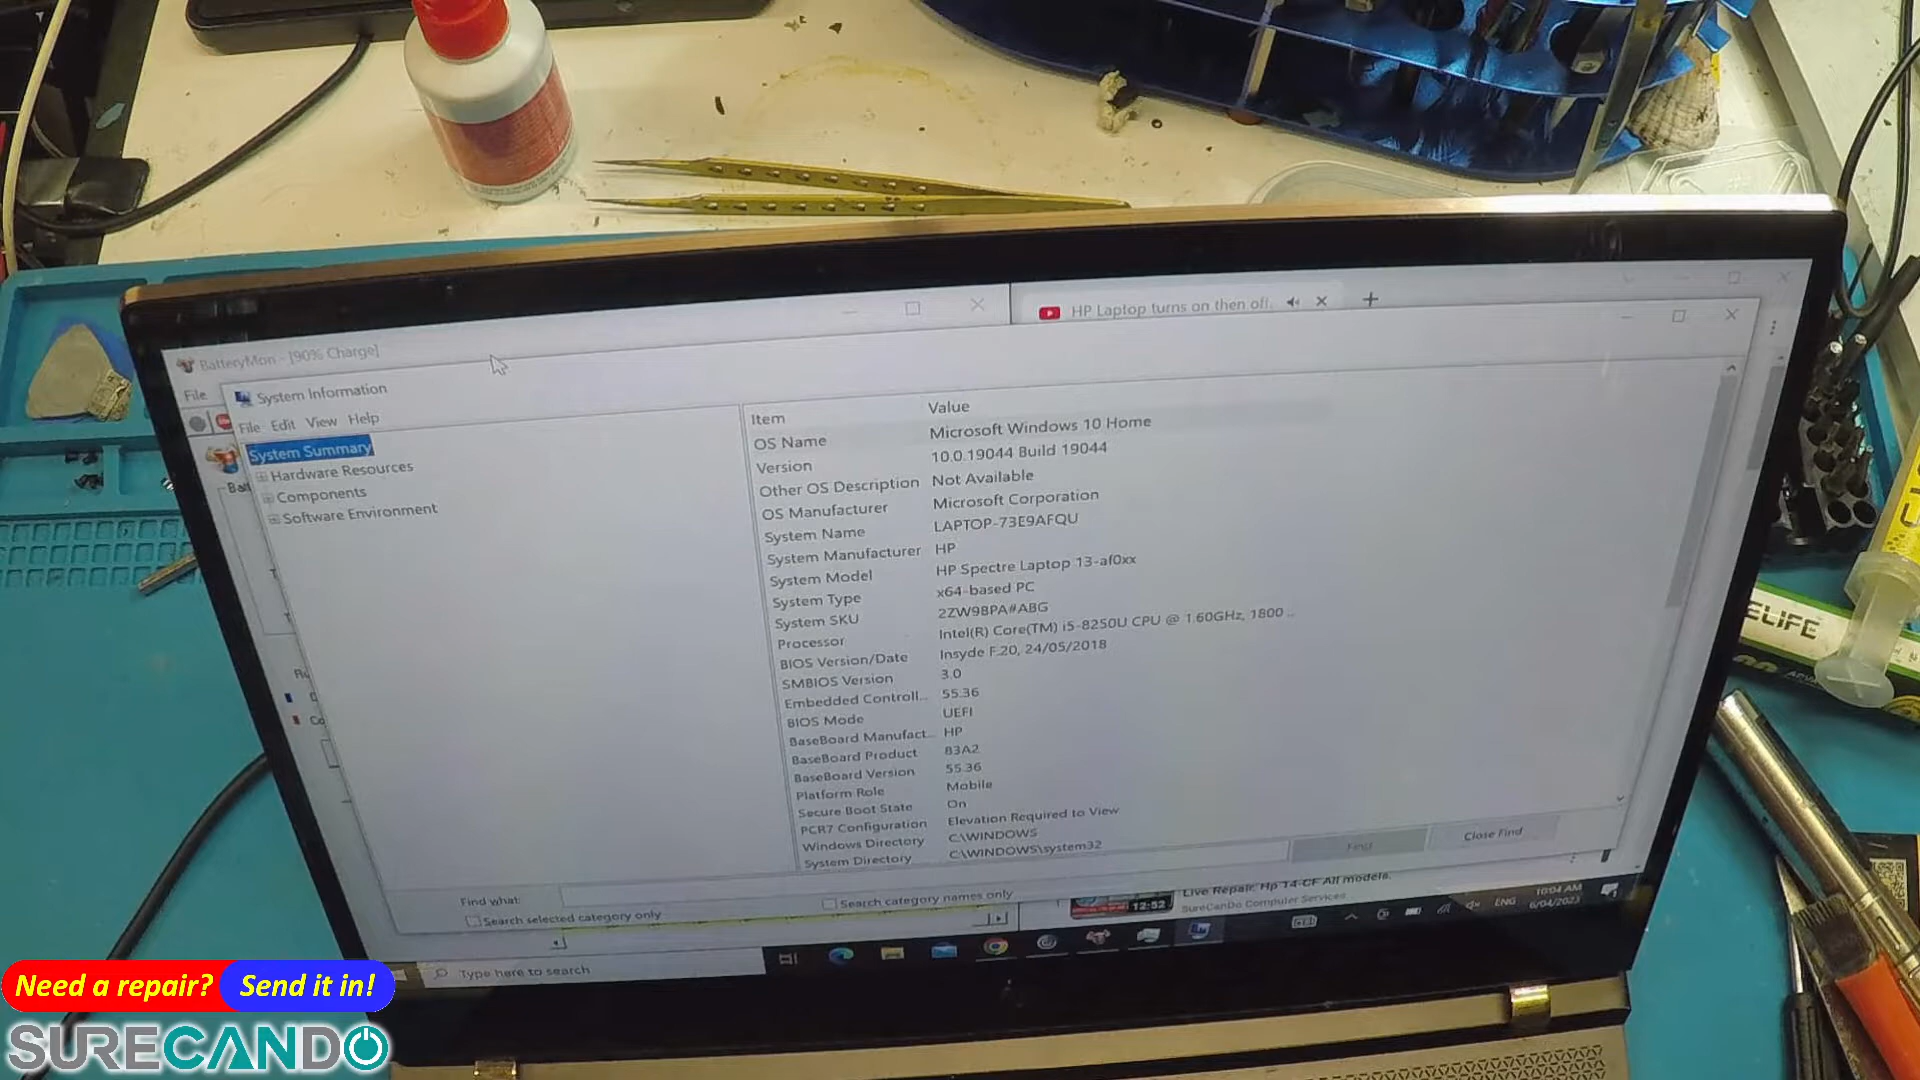 HP Laptop turns on then off.
BatteryMon - [90% Charge]
File
System Information
File Edit View Help
System Summary
Hardware Resources
Components
Software Environment
Item Value
OS Name Microsoft Windows 10 Home
Version 10.0.19044 Build 19044
Other OS Description Not Available
OS Manufacturer Microsoft Corporation
System Name LAPTOP-73E9AFQU
System Manufacturer HP
System Model HP Spectre Laptop 13-af0xx
System Type x64-based PC
System SKU 2ZW98PA#ABG
Processor Intel(R) Core(TM) i5-8250U CPU @ 1.60GHz, 1800 ..
BIOS Version/Date Insyde F.20, 24/05/2018
SMBIOS Version 3.0
Embedded Controll... 55.36
BIOS Mode UEFI
BaseBoard Manufact... HP
BaseBoard Product 83A2
BaseBoard Version 55.36
Platform Role Mobile
Secure Boot State On
PCR7 Configuration Elevation Required to View
Windows Directory C:\WINDOWS
System Directory C:\WINDOWS\system32
Find what:
Find
Close Find
Search selected category only
Search category names only
Live Repair. Hp 14-CF All models.
SureCanDo Computer Services
12:52
Type here to search
ENG
10:04 AM
6/04/2023
ELIFE
Need a repair? Send it in!
SURECANDO